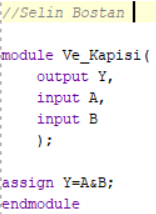 //Selin Bostan
module Ve_Kapisi(
output Y,
input A,
input B
);
assign Y=A&B;
endmodule